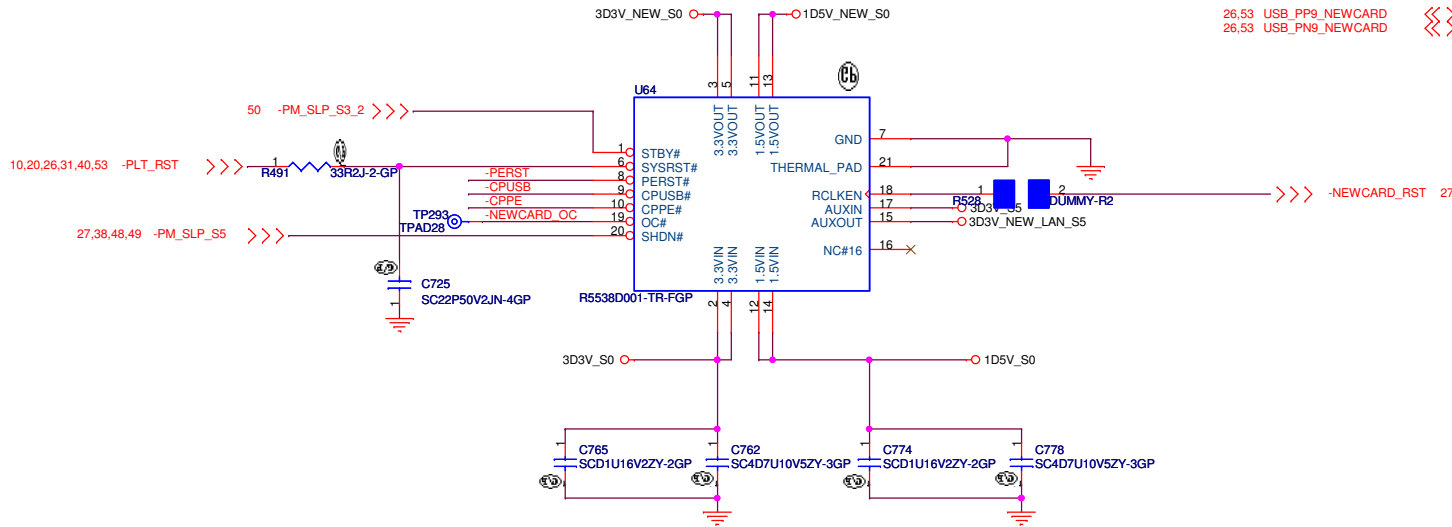 3D3V_NEW_S0
1D5V_NEW_S0
26,53 USB_PP9_NEWCARD
26,53 USB_PN9_NEWCARD
3
5
11
13
U64
50 -PM_SLP_S3_2
3.3VOUT
3.3VOUT
1.5VOUT
1.5VOUT
GND
7
1
STBY#
10,20,26,31,40,53 -PLT_RST
1
R491
33R2J-2-GP
6
SYSRST#
THERMAL_PAD
21
-PERST
8
PERST#
-CPUSB
9
CPUSB#
RCLKEN
18
R528
1
2
DUMMY-R2
-NEWCARD_RST 27
-CPPE
10
CPPE#
AUXIN
17
3D3V_S5
TP293
TPAD28
-NEWCARD_OC
19
OC#
AUXOUT
15
3D3V_NEW_LAN_S5
27,38,48,49 -PM_SLP_S5
20
SHDN#
NC#16
16
3.3VIN
3.3VIN
1.5VIN
1.5VIN
C725
SC22P50V2JN-4GP
1
R5538D001-TR-FGP
2
4
12
14
3D3V_S0
1D5V_S0
1
C765
SCD1U16V2ZY-2GP
1
C762
SC4D7U10V5ZY-3GP
1
C774
SCD1U16V2ZY-2GP
1
C778
SC4D7U10V5ZY-3GP